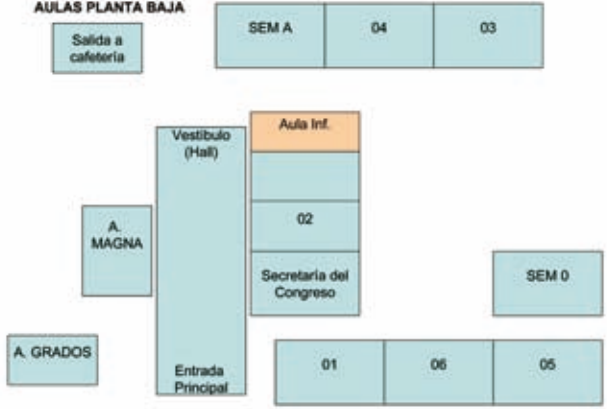 AULAS PLANTA BAJA
Salida a
cafetería
SEM A
04
03
Aula Inf.
Vestíbulo
(Hall)
A.
MAGNA
02
Secretaría del
Congreso
SEM 0
A. GRADOS
Entrada
Principal
01
06
05